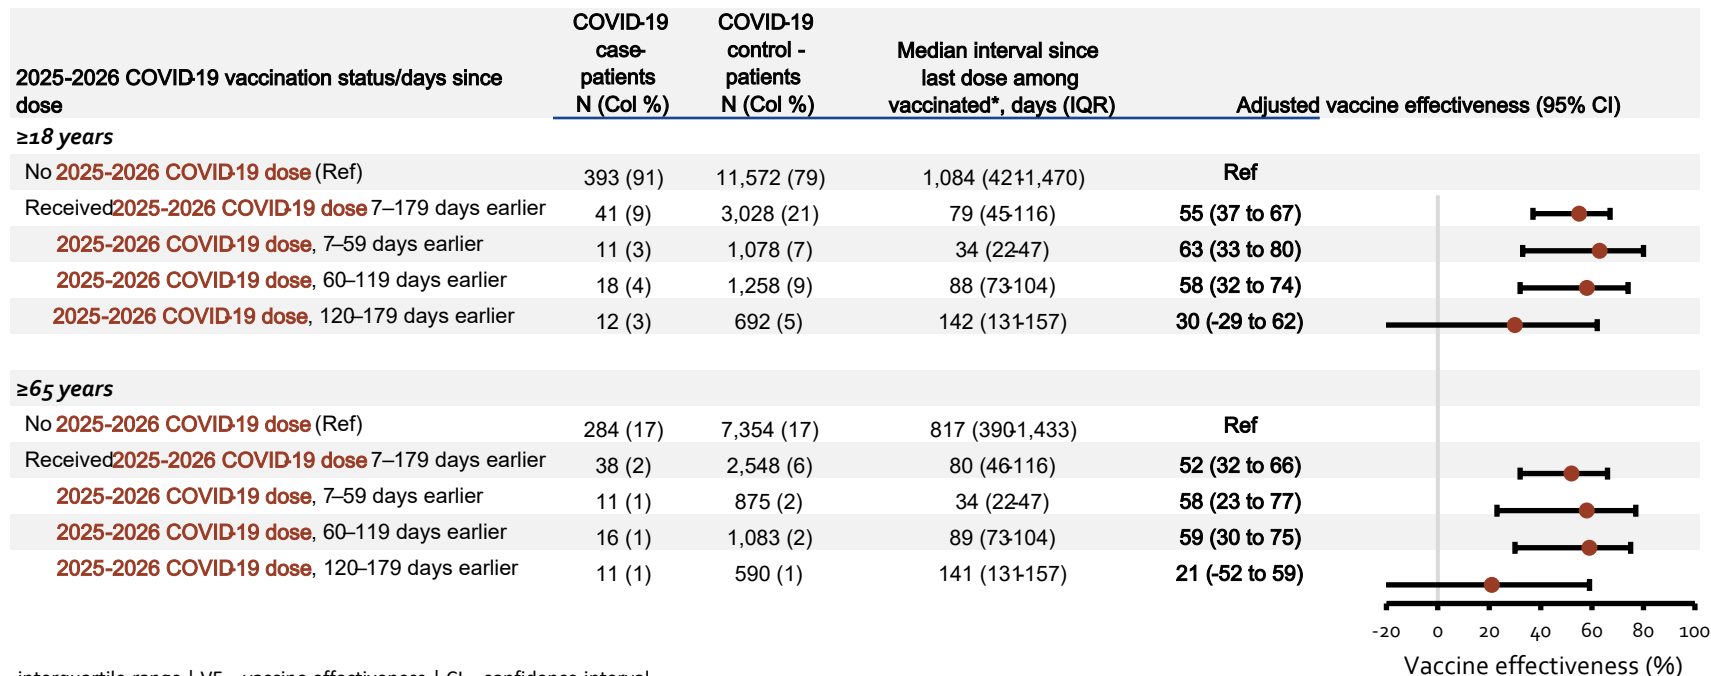 COVID-19 case-patients N (Col %)
COVID-19 control-patients N (Col %)
Median interval since last dose among vaccinated*, days (IQR)
2025-2026 COVID-19 vaccination status/days since dose
Adjusted vaccine effectiveness (95% CI)
≥18 years
No 2025-2026 COVID-19 dose (Ref) 393 (91) 11,572 (79) 1,084 (421-1,470) Ref
Received 2025-2026 COVID-19 dose 7–179 days earlier 41 (9) 3,028 (21) 79 (45-116) 55 (37 to 67)
2025-2026 COVID-19 dose, 7–59 days earlier 11 (3) 1,078 (7) 34 (22-47) 63 (33 to 80)
2025-2026 COVID-19 dose, 60–119 days earlier 18 (4) 1,258 (9) 88 (73-104) 58 (32 to 74)
2025-2026 COVID-19 dose, 120–179 days earlier 12 (3) 692 (5) 142 (131-157) 30 (-29 to 62)
≥65 years
No 2025-2026 COVID-19 dose (Ref) 284 (17) 7,354 (17) 817 (390-1,433) Ref
Received 2025-2026 COVID-19 dose 7–179 days earlier 38 (2) 2,548 (6) 80 (46-116) 52 (32 to 66)
2025-2026 COVID-19 dose, 7–59 days earlier 11 (1) 875 (2) 34 (22-47) 58 (23 to 77)
2025-2026 COVID-19 dose, 60–119 days earlier 16 (1) 1,083 (2) 89 (73-104) 59 (30 to 75)
2025-2026 COVID-19 dose, 120–179 days earlier 11 (1) 590 (1) 141 (131-157) 21 (-52 to 59)
-20 0 20 40 60 80 100
Vaccine effectiveness (%)
interquartile range | VE – vaccine effectiveness | CI – confidence interval